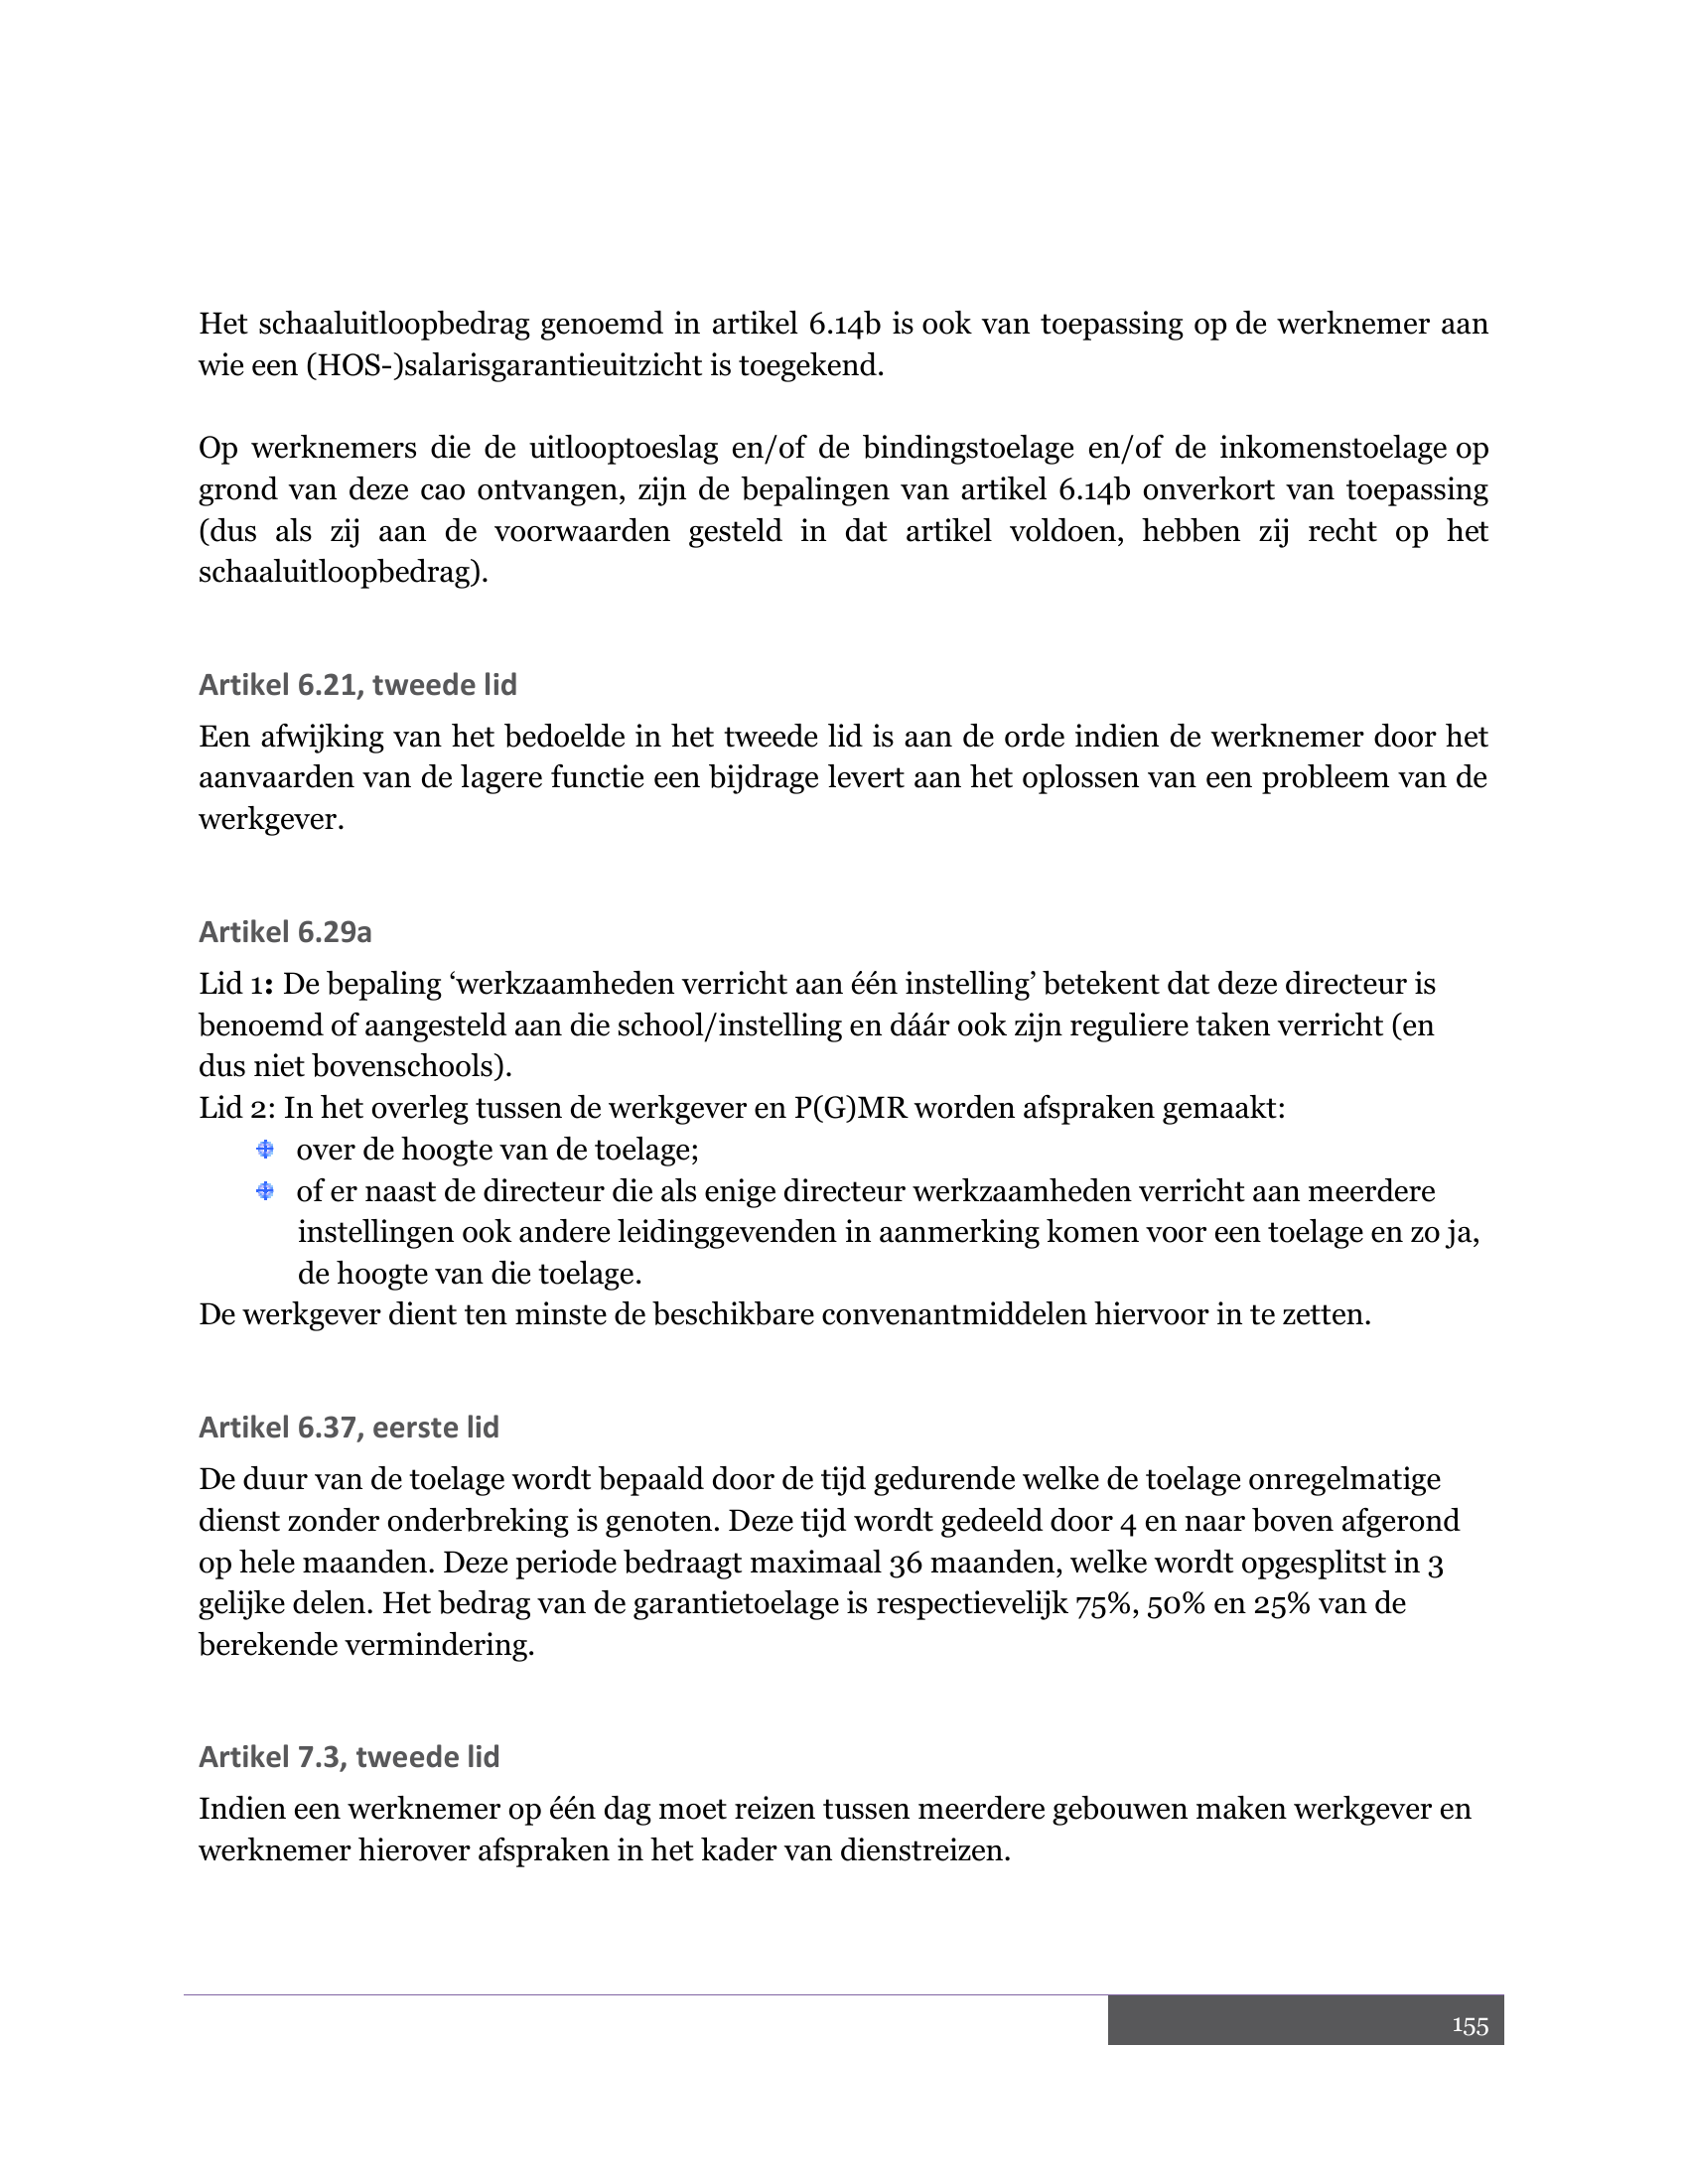 Het schaaluitloopbedrag genoemd in artikel 6.14b is ook van toepassing op de werknemer aan
wie een (HOS-)salarisgarantieuitzicht is toegekend.
Op werknemers die de uitlooptoeslag en/of de bindingstoelage en/of de inkomenstoelage op
grond van deze cao ontvangen, zijn de bepalingen van artikel 6.14b onverkort van toepassing
(dus als zij aan de voorwaarden gesteld in dat artikel voldoen, hebben zij recht op het
schaaluitloopbedrag).
Artikel 6.21, tweede lid
Een afwijking van het bedoelde in het tweede lid is aan de orde indien de werknemer door het
aanvaarden van de lagere functie een bijdrage levert aan het oplossen van een probleem van de
werkgever.
Artikel 6.29a
Lid 1: De bepaling ‘werkzaamheden verricht aan één instelling’ betekent dat deze directeur is
benoemd of aangesteld aan die school/instelling en dáár ook zijn reguliere taken verricht (en
dus niet bovenschools).
Lid 2: In het overleg tussen de werkgever en P(G)MR worden afspraken gemaakt:
over de hoogte van de toelage;
of er naast de directeur die als enige directeur werkzaamheden verricht aan meerdere
instellingen ook andere leidinggevenden in aanmerking komen voor een toelage en zo ja,
de hoogte van die toelage.
De werkgever dient ten minste de beschikbare convenantmiddelen hiervoor in te zetten.
Artikel 6.37, eerste lid
De duur van de toelage wordt bepaald door de tijd gedurende welke de toelage onregelmatige
dienst zonder onderbreking is genoten. Deze tijd wordt gedeeld door 4 en naar boven afgerond
op hele maanden. Deze periode bedraagt maximaal 36 maanden, welke wordt opgesplitst in 3
gelijke delen. Het bedrag van de garantietoelage is respectievelijk 75%, 50% en 25% van de
berekende vermindering.
Artikel 7.3, tweede lid
Indien een werknemer op één dag moet reizen tussen meerdere gebouwen maken werkgever en
werknemer hierover afspraken in het kader van dienstreizen.
155